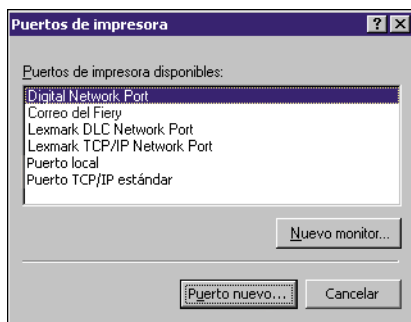 Puertos de impresora
Puertos de impresora disponibles:
Digital Network Port
Correo del Fiery
Lexmark DLC Network Port
Lexmark TCP/IP Network Port
Puerto local
Puerto TCP/IP estándar
Nuevo monitor...
Puerto nuevo... Cancelar